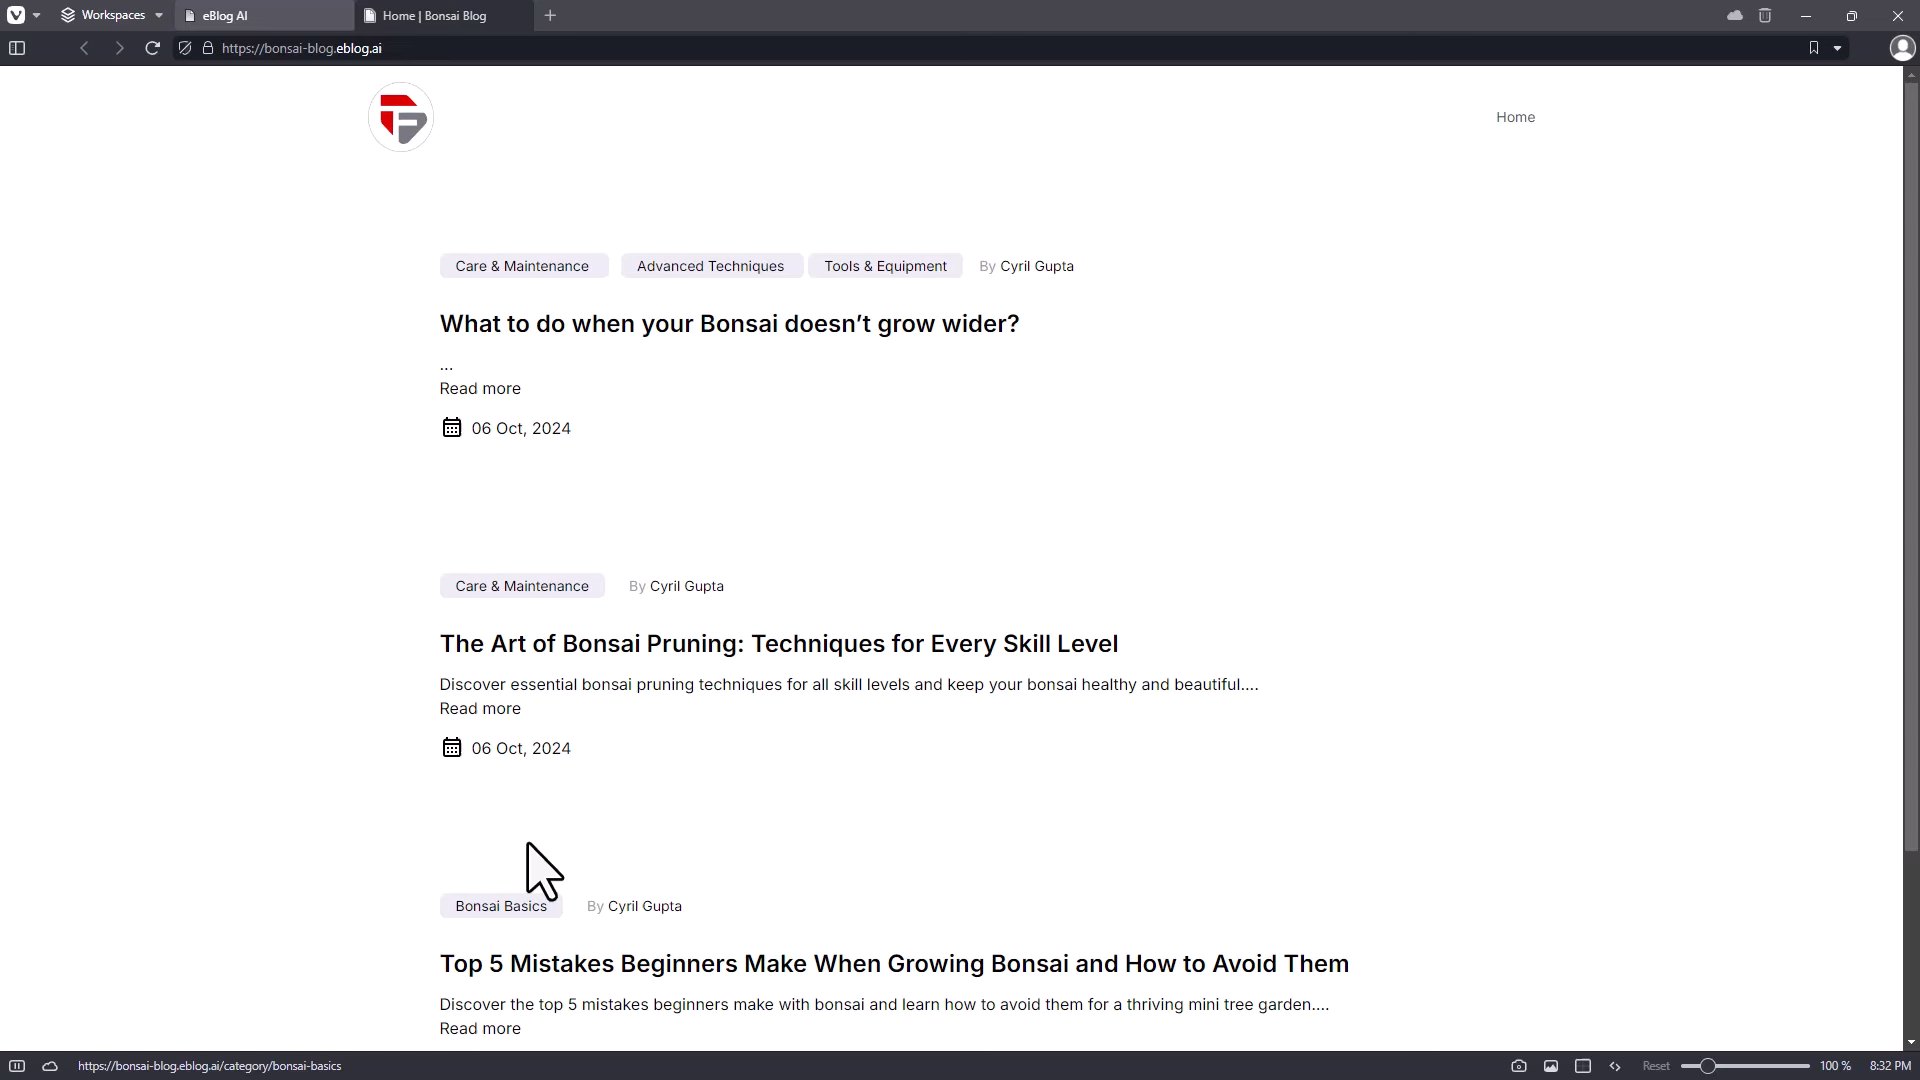 Workspaces eBlog AI Home | Bonsai Blog
https://bonsai-blog.eblog.ai
Home
Care & Maintenance Advanced Techniques Tools & Equipment By Cyril Gupta
What to do when your Bonsai doesn’t grow wider?
...
Read more
06 Oct, 2024
Care & Maintenance By Cyril Gupta
The Art of Bonsai Pruning: Techniques for Every Skill Level
Discover essential bonsai pruning techniques for all skill levels and keep your bonsai healthy and beautiful....
Read more
06 Oct, 2024
Bonsai Basics By Cyril Gupta
Top 5 Mistakes Beginners Make When Growing Bonsai and How to Avoid Them
Discover the top 5 mistakes beginners make with bonsai and learn how to avoid them for a thriving mini tree garden....
Read more
https://bonsai-blog.eblog.ai/category/bonsai-basics Reset 100 % 8:32 PM